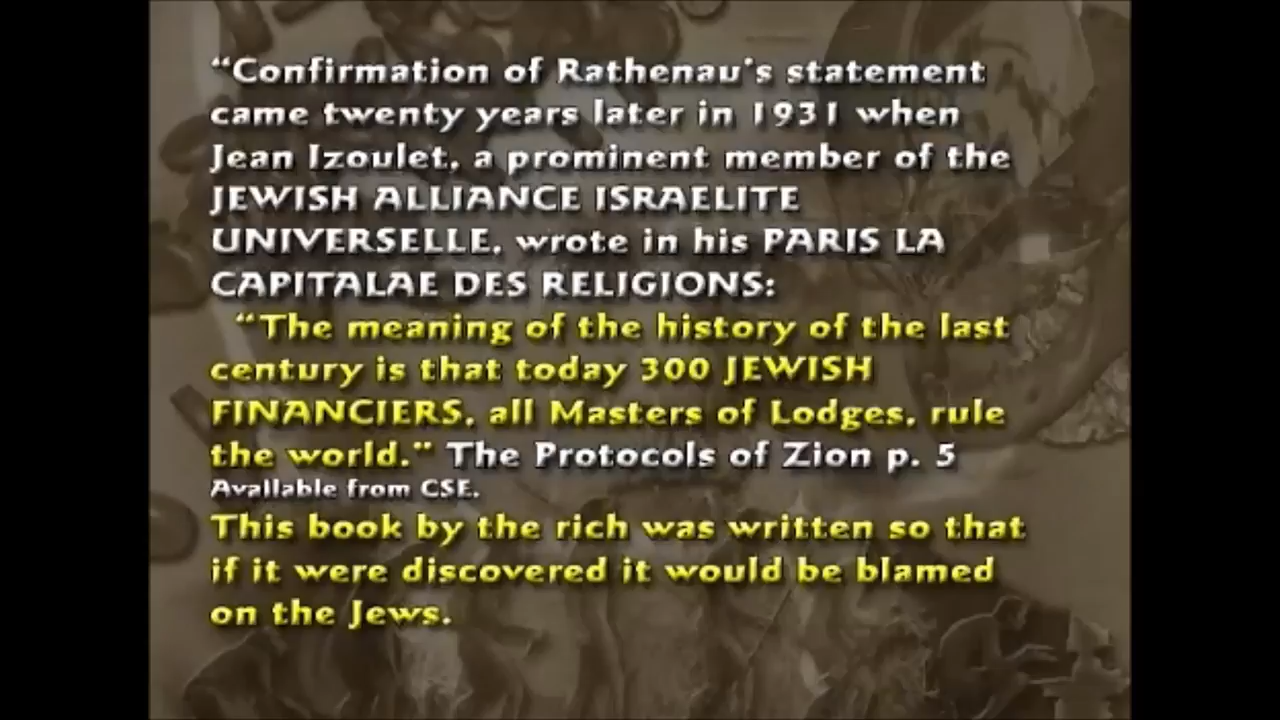 “Confirmation of Rathenau's statement
came twenty years later in 1931 when
Jean Izoulet, a prominent member of the
JEWISH ALLIANCE ISRAELITE
UNIVERSELLE, wrote in his PARIS LA
CAPITALAE DES RELIGIONS:
“The meaning of the history of the last
century is that today 300 JEWISH
FINANCIERS, all Masters of Lodges, rule
the world.” The Protocols of Zion p. 5
Available from CSE.
This book by the rich was written so that
if it were discovered it would be blamed
on the Jews.